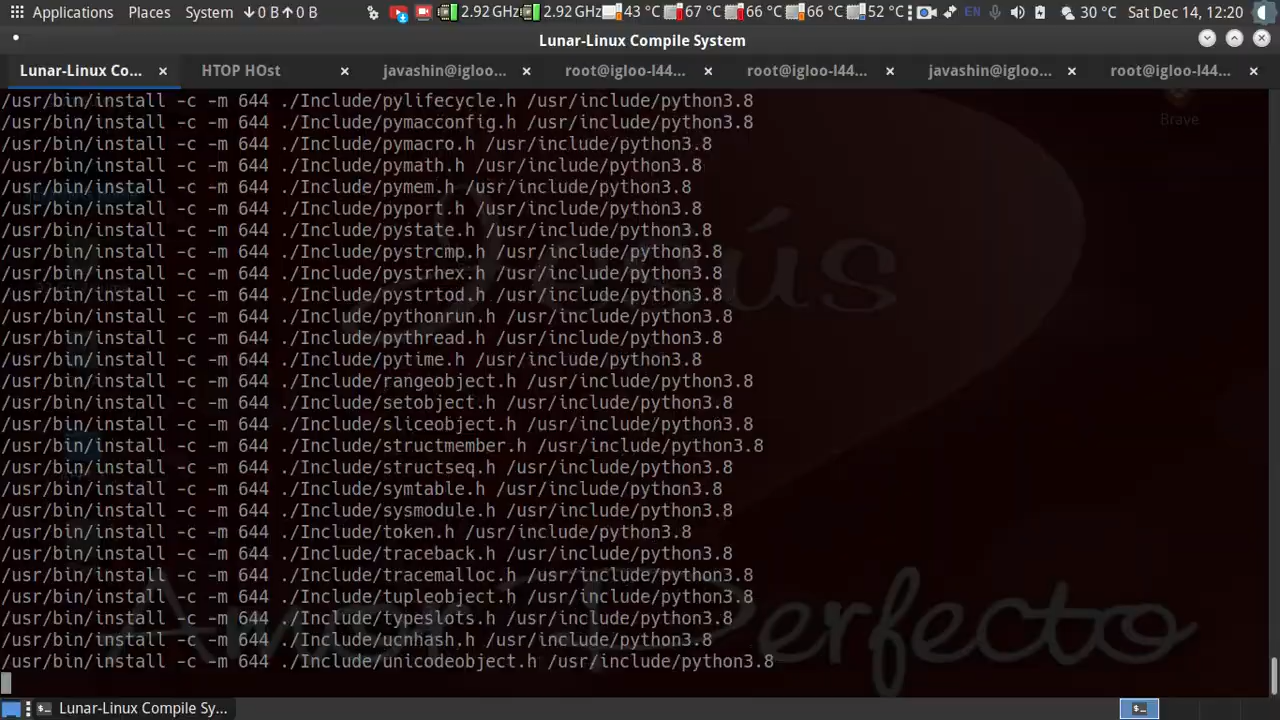 Applications Places System 0 B 0 B 2.92 GHz 2.92 GHz 43 °C 67 °C 66 °C 66 °C 52 °C EN 30 °C Sat Dec 14, 12:20
Lunar-Linux Compile System
Lunar-Linux Co... HTOP HOst javashin@igloo... root@igloo-l44... root@igloo-l44... javashin@igloo... root@igloo-l44...
/usr/bin/install -c -m 644 ./Include/pylifecycle.h /usr/include/python3.8
/usr/bin/install -c -m 644 ./Include/pymacconfig.h /usr/include/python3.8
/usr/bin/install -c -m 644 ./Include/pymacro.h /usr/include/python3.8
/usr/bin/install -c -m 644 ./Include/pymath.h /usr/include/python3.8
/usr/bin/install -c -m 644 ./Include/pymem.h /usr/include/python3.8
/usr/bin/install -c -m 644 ./Include/pyport.h /usr/include/python3.8
/usr/bin/install -c -m 644 ./Include/pystate.h /usr/include/python3.8
/usr/bin/install -c -m 644 ./Include/pystrcmp.h /usr/include/python3.8
/usr/bin/install -c -m 644 ./Include/pystrhex.h /usr/include/python3.8
/usr/bin/install -c -m 644 ./Include/pystrtod.h /usr/include/python3.8
/usr/bin/install -c -m 644 ./Include/pythonrun.h /usr/include/python3.8
/usr/bin/install -c -m 644 ./Include/pythread.h /usr/include/python3.8
/usr/bin/install -c -m 644 ./Include/pytime.h /usr/include/python3.8
/usr/bin/install -c -m 644 ./Include/rangeobject.h /usr/include/python3.8
/usr/bin/install -c -m 644 ./Include/setobject.h /usr/include/python3.8
/usr/bin/install -c -m 644 ./Include/sliceobject.h /usr/include/python3.8
/usr/bin/install -c -m 644 ./Include/structmember.h /usr/include/python3.8
/usr/bin/install -c -m 644 ./Include/structseq.h /usr/include/python3.8
/usr/bin/install -c -m 644 ./Include/symtable.h /usr/include/python3.8
/usr/bin/install -c -m 644 ./Include/sysmodule.h /usr/include/python3.8
/usr/bin/install -c -m 644 ./Include/token.h /usr/include/python3.8
/usr/bin/install -c -m 644 ./Include/traceback.h /usr/include/python3.8
/usr/bin/install -c -m 644 ./Include/tracemalloc.h /usr/include/python3.8
/usr/bin/install -c -m 644 ./Include/tupleobject.h /usr/include/python3.8
/usr/bin/install -c -m 644 ./Include/typeslots.h /usr/include/python3.8
/usr/bin/install -c -m 644 ./Include/ucnhash.h /usr/include/python3.8
/usr/bin/install -c -m 644 ./Include/unicodeobject.h /usr/include/python3.8
Brave
Jesús
Amor Perfecto
Lunar-Linux Compile Sy...